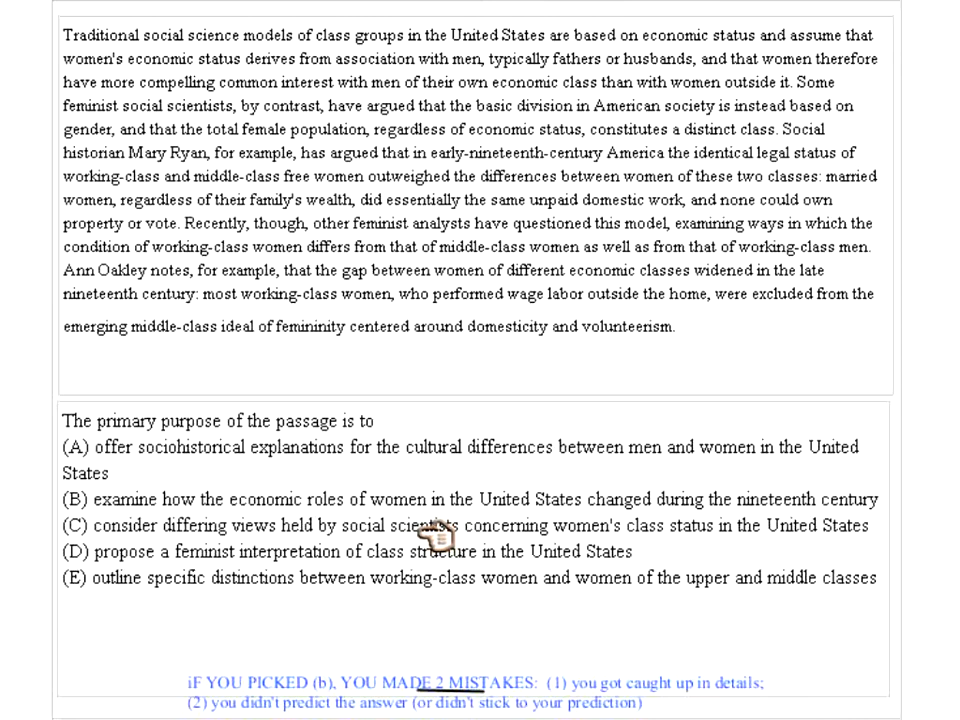 Traditional social science models of class groups in the United States are based on economic status and assume that
women's economic status derives from association with men, typically fathers or husbands, and that women therefore
have more compelling common interest with men of their own economic class than with women outside it. Some
feminist social scientists, by contrast, have argued that the basic division in American society is instead based on
gender, and that the total female population, regardless of economic status, constitutes a distinct class. Social
historian Mary Ryan, for example, has argued that in early-nineteenth-century America the identical legal status of
working-class and middle-class free women outweighed the differences between women of these two classes: married
women, regardless of their family's wealth, did essentially the same unpaid domestic work, and none could own
property or vote. Recently, though, other feminist analysts have questioned this model, examining ways in which the
condition of working-class women differs from that of middle-class women as well as from that of working-class men.
Ann Oakley notes, for example, that the gap between women of different economic classes widened in the late
nineteenth century: most working-class women, who performed wage labor outside the home, were excluded from the
emerging middle-class ideal of femininity centered around domesticity and volunteerism.
The primary purpose of the passage is to
(A) offer sociohistorical explanations for the cultural differences between men and women in the United
States
(B) examine how the economic roles of women in the United States changed during the nineteenth century
(C) consider differing views held by social scientists concerning women's class status in the United States
(D) propose a feminist interpretation of class structure in the United States
(E) outline specific distinctions between working-class women and women of the upper and middle classes
iF YOU PICKED (b), YOU MADE 2 MISTAKES: (1) you got caught up in details;
(2) you didn't predict the answer (or didn't stick to your prediction)